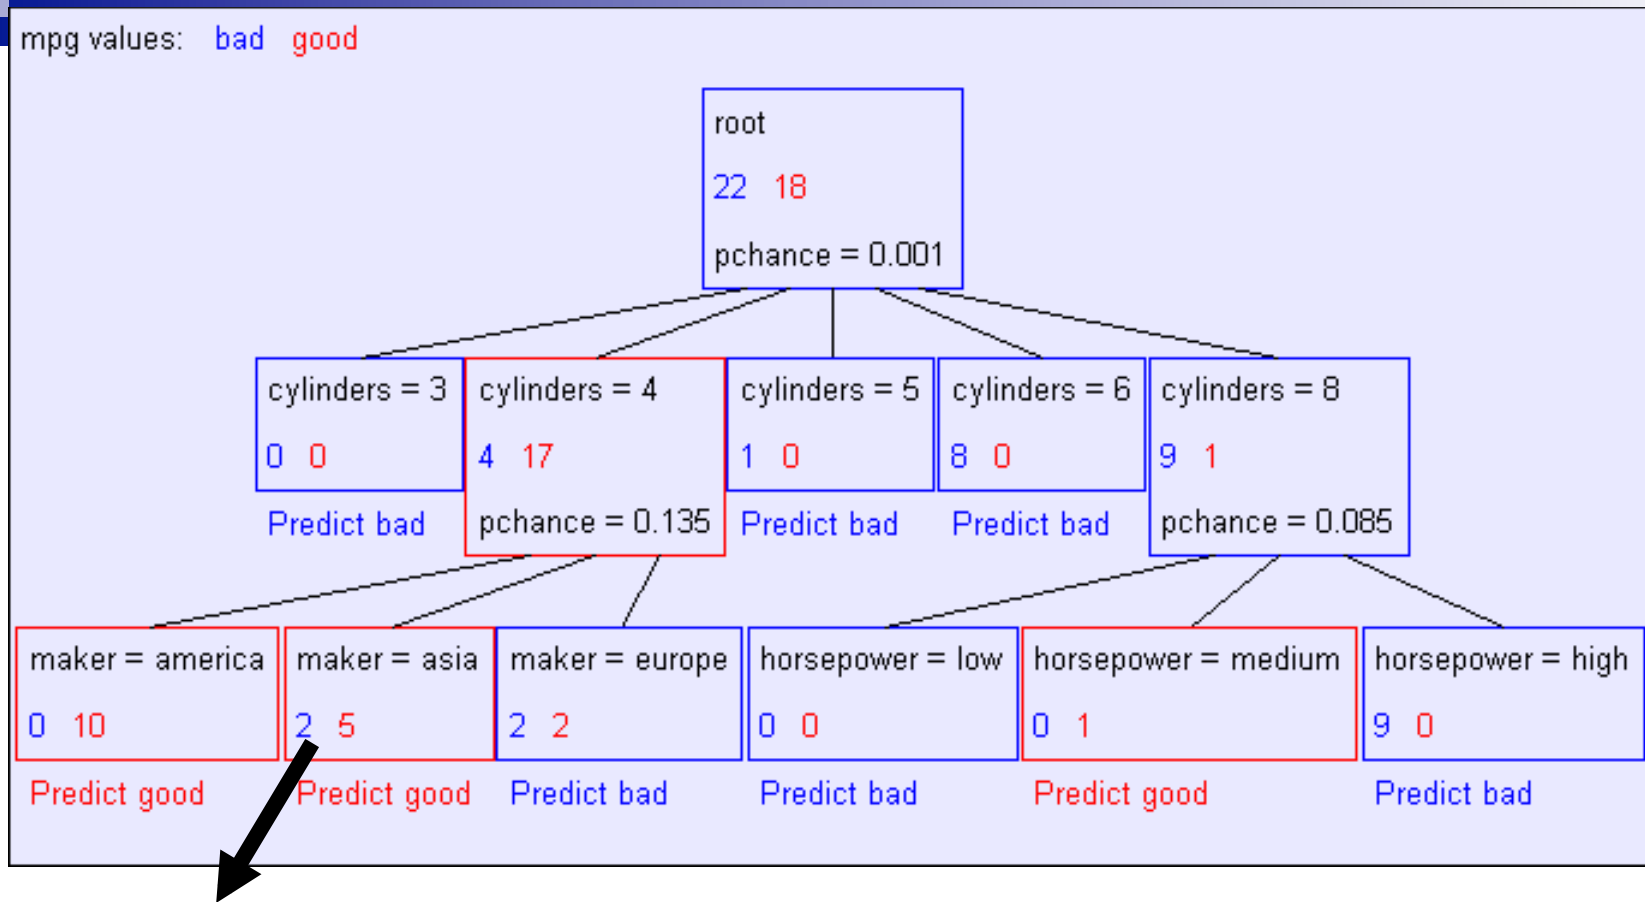 mpg values: bad good
root
22 18
pchance = 0.001
cylinders = 3 cylinders = 4 cylinders = 5 cylinders = 6 cylinders = 8
0 0 4 17 1 0 8 0 9 1
Predict bad pchance = 0.135 Predict bad Predict bad pchance = 0.085
maker = america maker = asia maker = europe horsepower = low horsepower = medium horsepower = high
0 10 2 5 2 2 0 0 0 1 9 0
Predict good Predict good Predict bad Predict bad Predict good Predict bad